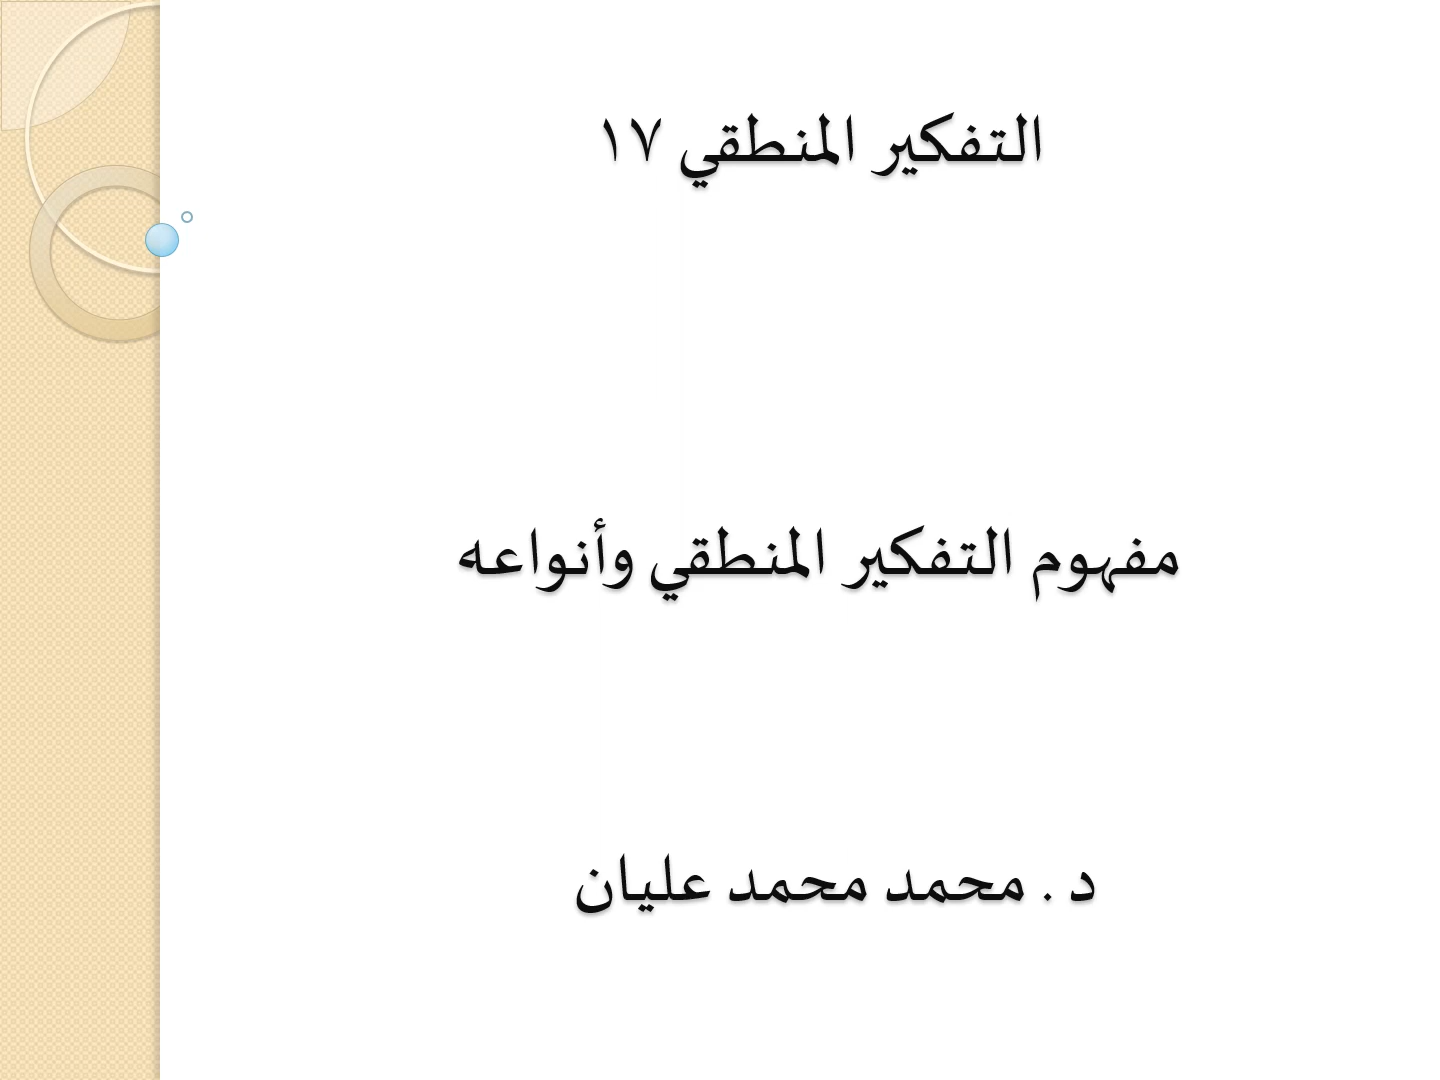 التفكير المنطقي ١٧
مفهوم التفكير المنطقي وأنواعه
د . محمد محمد عليان